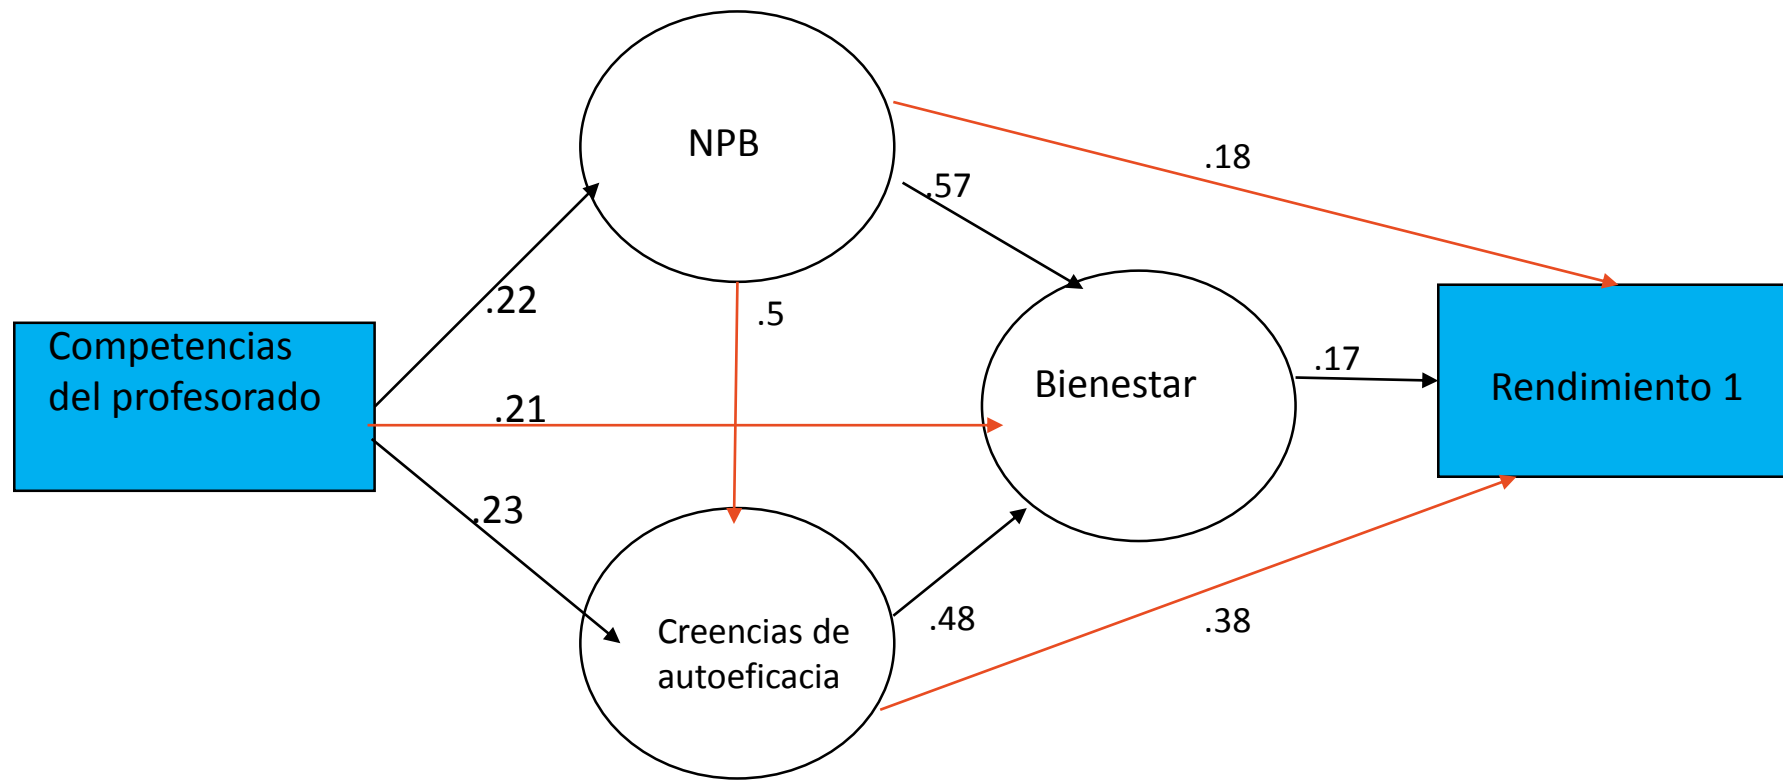 NPB
.18
.57
.22
.5
Competencias
del profesorado
.21
.17
Bienestar
Rendimiento 1
.23
.48
.38
Creencias de
autoeficacia